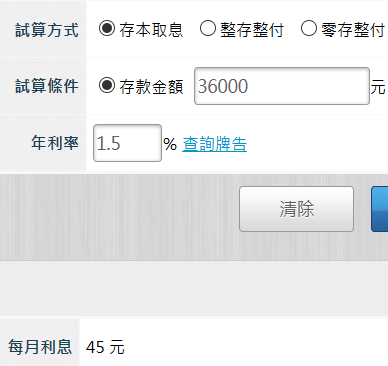 試算方式 存本取息 整存整付 零存整付
試算條件 存款金額 36000 元
年利率 1.5 % 查詢牌告
清除
每月利息 45 元